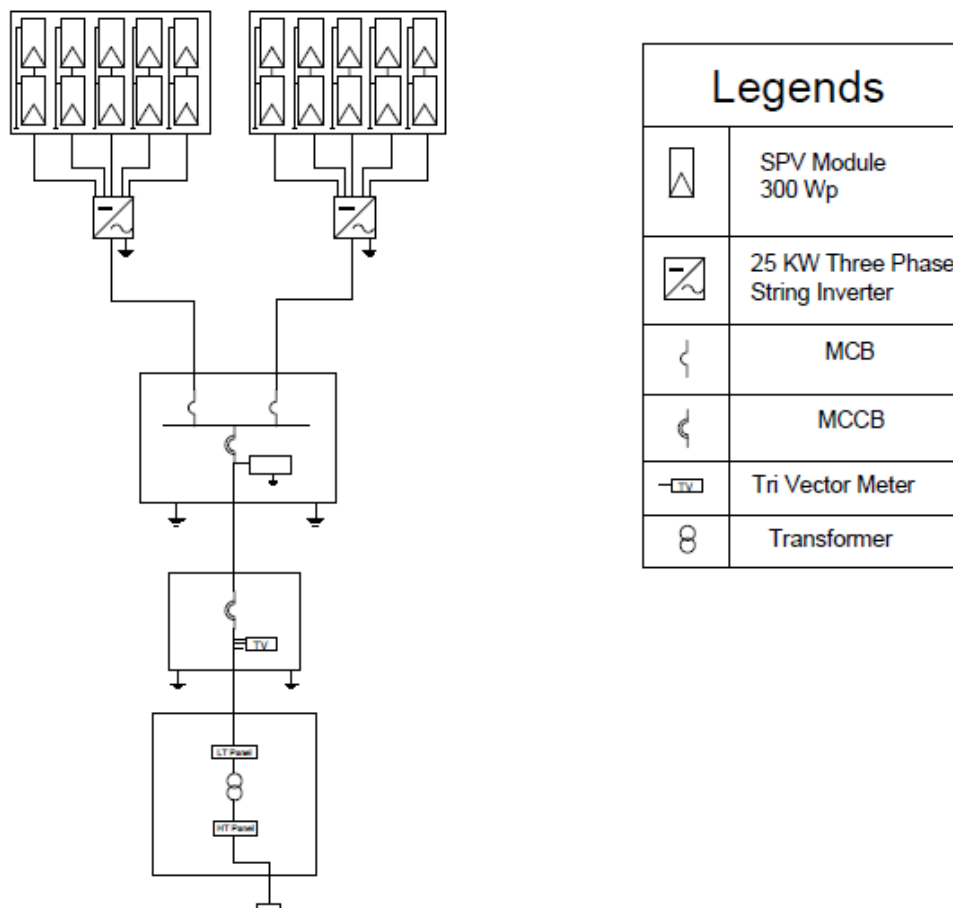 Legends
SPV Module
300 Wp
25 KW Three Phase
String Inverter
MCB
MCCB
TV
Tri Vector Meter
Transformer
TV
LT Panel
HT Panel